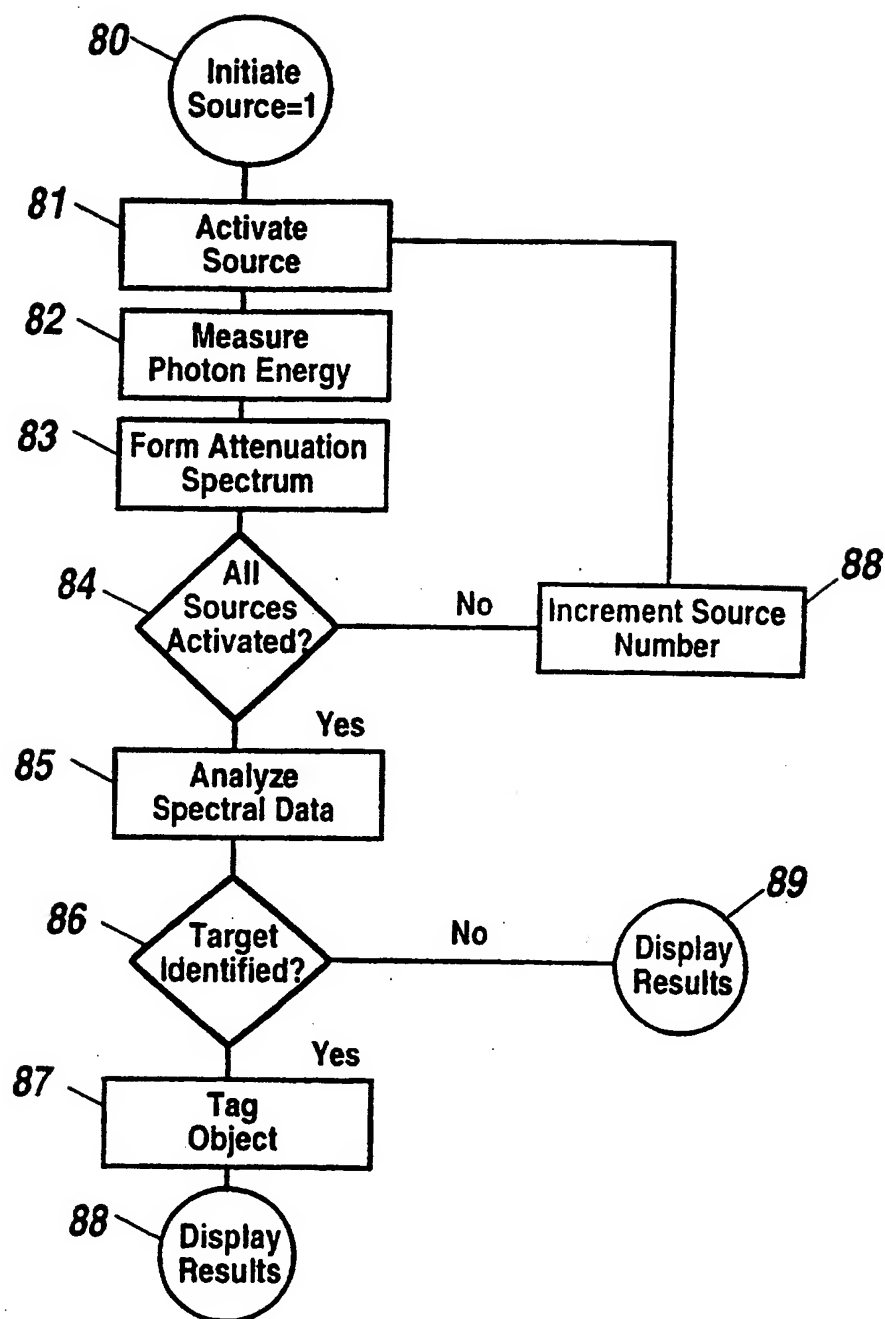 80
Initiate
Source=1
81
Activate
Source
82
Measure
Photon Energy
83
Form Attenuation
Spectrum
84
All
Sources
Activated?
No
88
Increment Source
Number
Yes
85
Analyze
Spectral Data
86
Target
Identified?
No
89
Display
Results
Yes
87
Tag
Object
88
Display
Results